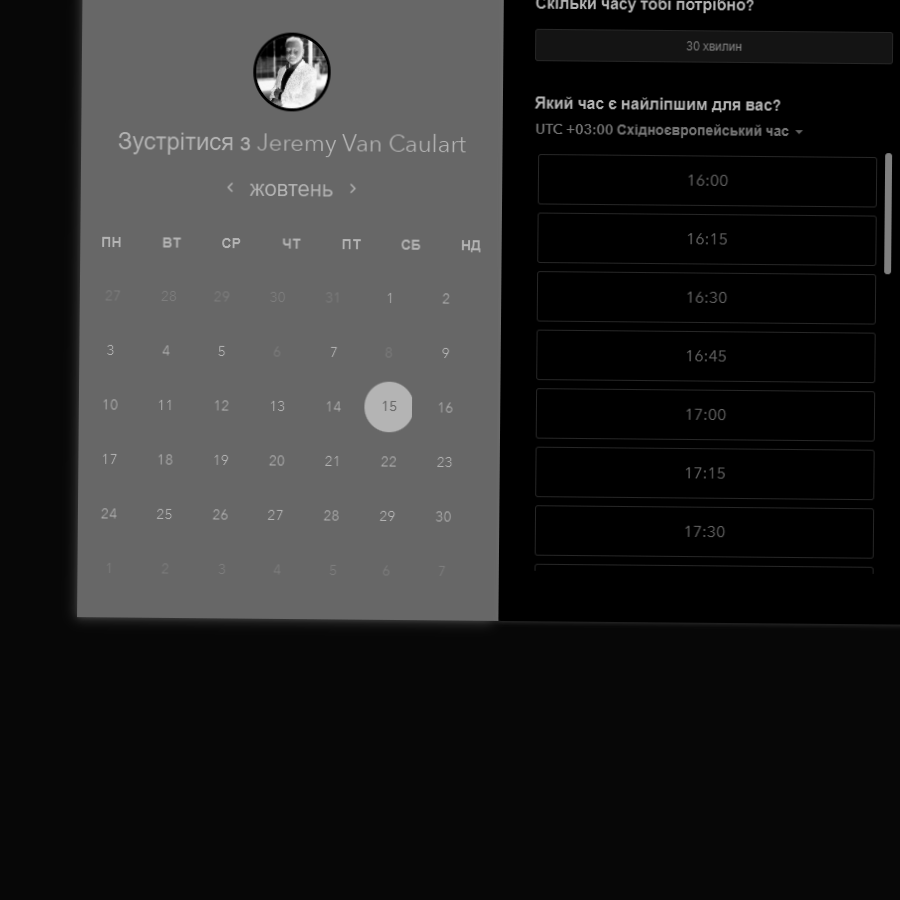 Зустрітися з Jeremy Van Caulart
жовтень
ПН ВТ СР ЧТ ПТ СБ НД
27 28 29 30 31 1 2
3 4 5 6 7 8 9
10 11 12 13 14 15 16
17 18 19 20 21 22 23
24 25 26 27 28 29 30
1 2 3 4 5 6 7
Скільки часу тобі потрібно?
30 хвилин
Який час є найліпшим для вас?
UTC +03:00 Східноєвропейський час
16:00
16:15
16:30
16:45
17:00
17:15
17:30